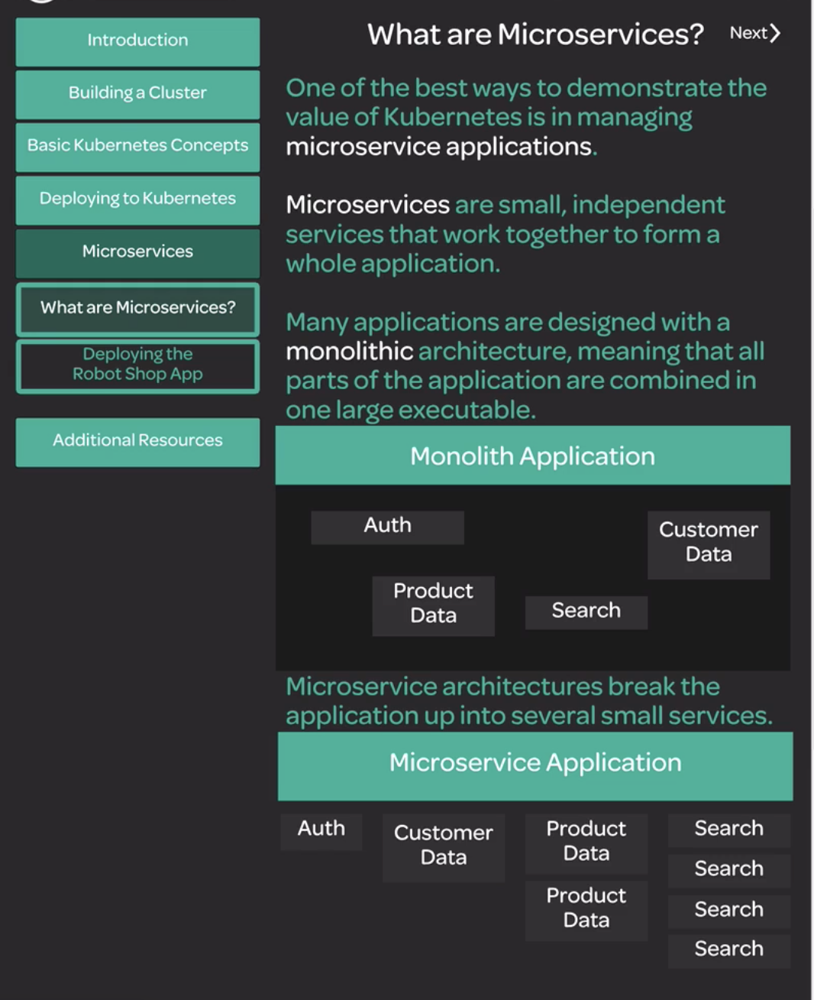 Introduction
Building a Cluster
Basic Kubernetes Concepts
Deploying to Kubernetes
Microservices
What are Microservices?
Deploying the
Robot Shop App
Additional Resources
What are Microservices?
Next
One of the best ways to demonstrate the
value of Kubernetes is in managing
microservice applications.
Microservices are small, independent
services that work together to form a
whole application.
Many applications are designed with a
monolithic architecture, meaning that all
parts of the application are combined in
one large executable.
Monolith Application
Auth
Customer
Data
Product
Data
Search
Microservice architectures break the
application up into several small services.
Microservice Application
Auth
Customer
Data
Product
Data
Product
Data
Search
Search
Search
Search